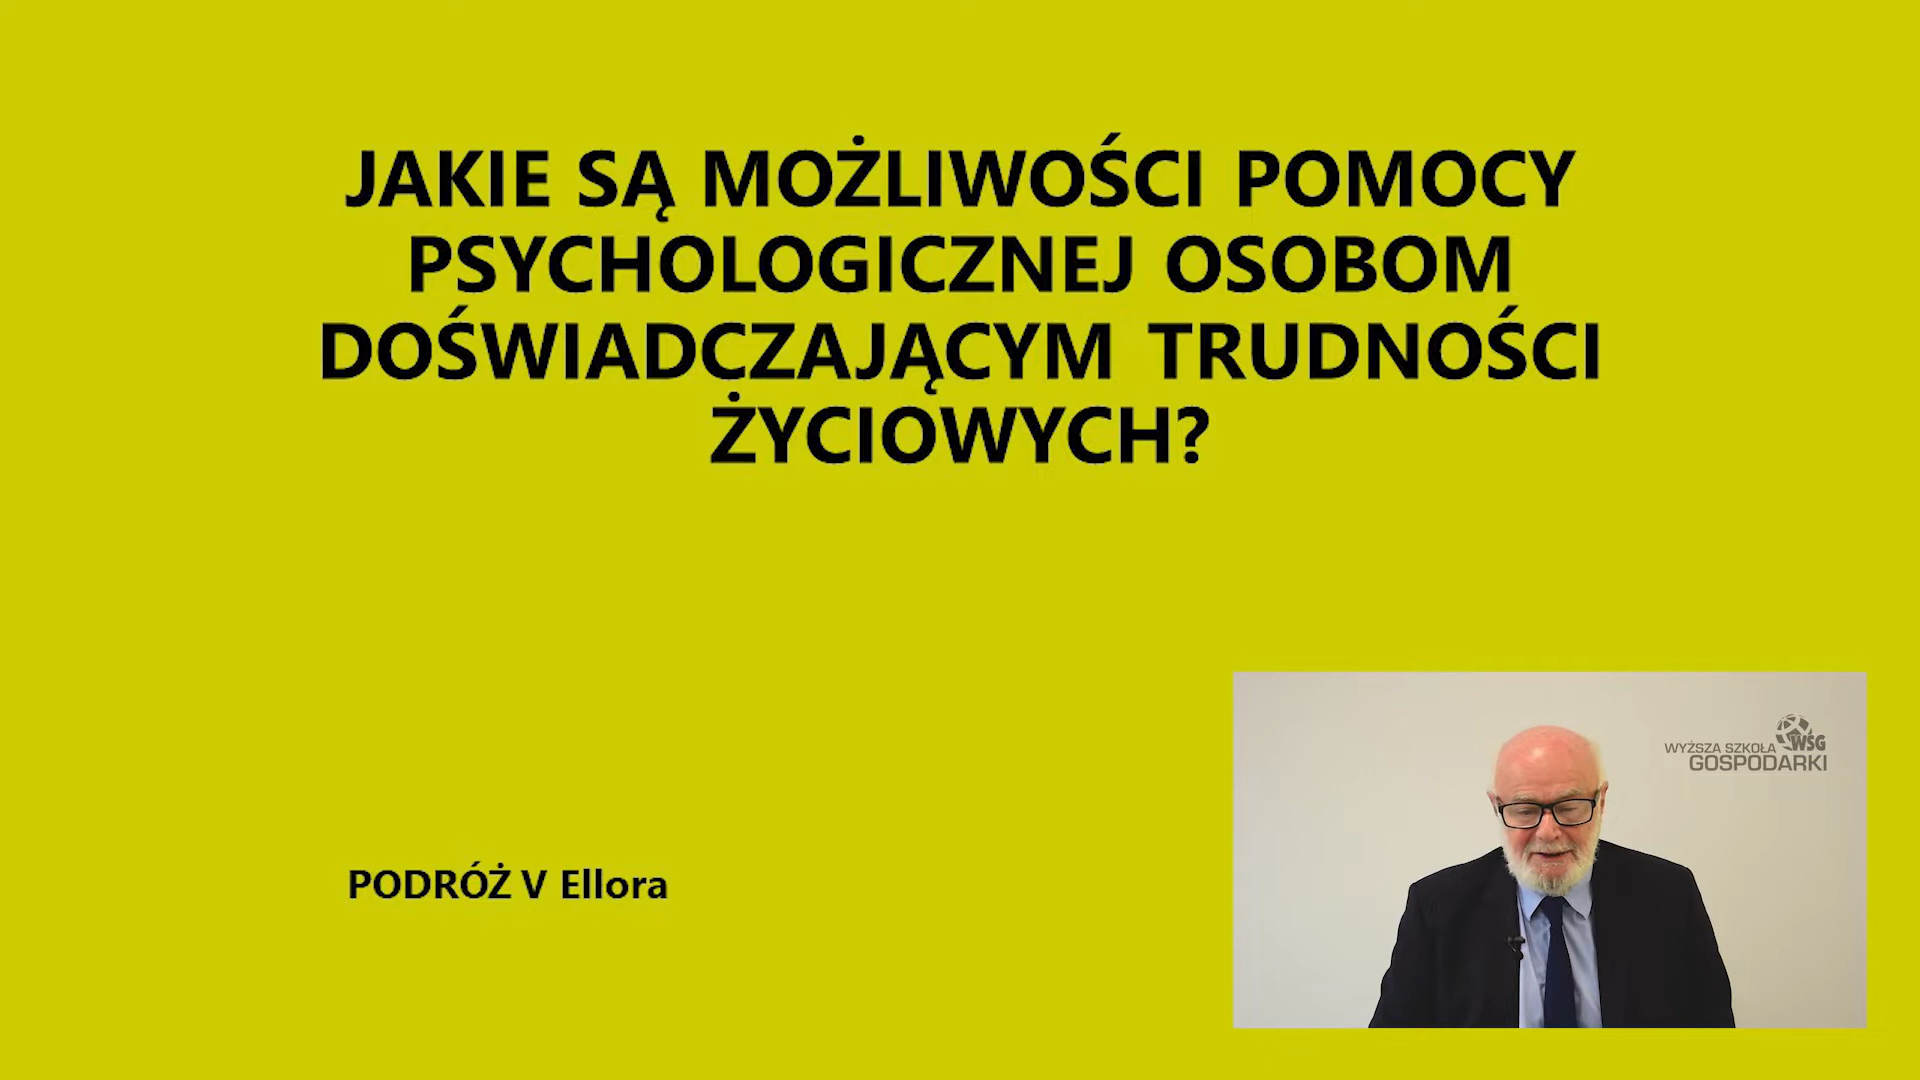 JAKIE SĄ MOŻLIWOŚCI POMOCY
PSYCHOLOGICZNEJ OSOBOM
DOŚWIADCZAJĄCYM TRUDNOŚCI
ŻYCIOWYCH?
PODRÓŻ V Ellora
WYŻSZA SZKOŁA WSG
GOSPODARKI